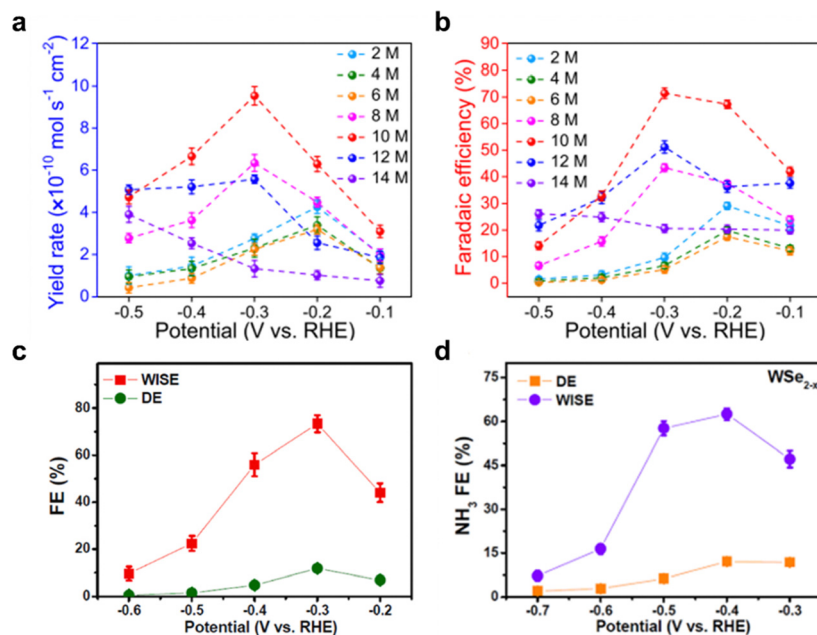 a
Yield rate (×10⁻¹⁰ mol s⁻¹ cm⁻²)
12
10
8
6
4
2
0
2 M
4 M
6 M
8 M
10 M
12 M
14 M
-0.5 -0.4 -0.3 -0.2 -0.1
Potential (V vs. RHE)
b
Faradaic efficiency (%)
90
80
70
60
50
40
30
20
10
0
2 M
4 M
6 M
8 M
10 M
12 M
14 M
-0.5 -0.4 -0.3 -0.2 -0.1
Potential (V vs. RHE)
c
FE (%)
80
60
40
20
0
WISE
DE
-0.6 -0.5 -0.4 -0.3 -0.2
Potential (V vs. RHE)
d
NH₃ FE (%)
75
60
45
30
15
0
DE
WISE
WSe₂₋ₓ
-0.7 -0.6 -0.5 -0.4 -0.3
Potential (V vs. RHE)